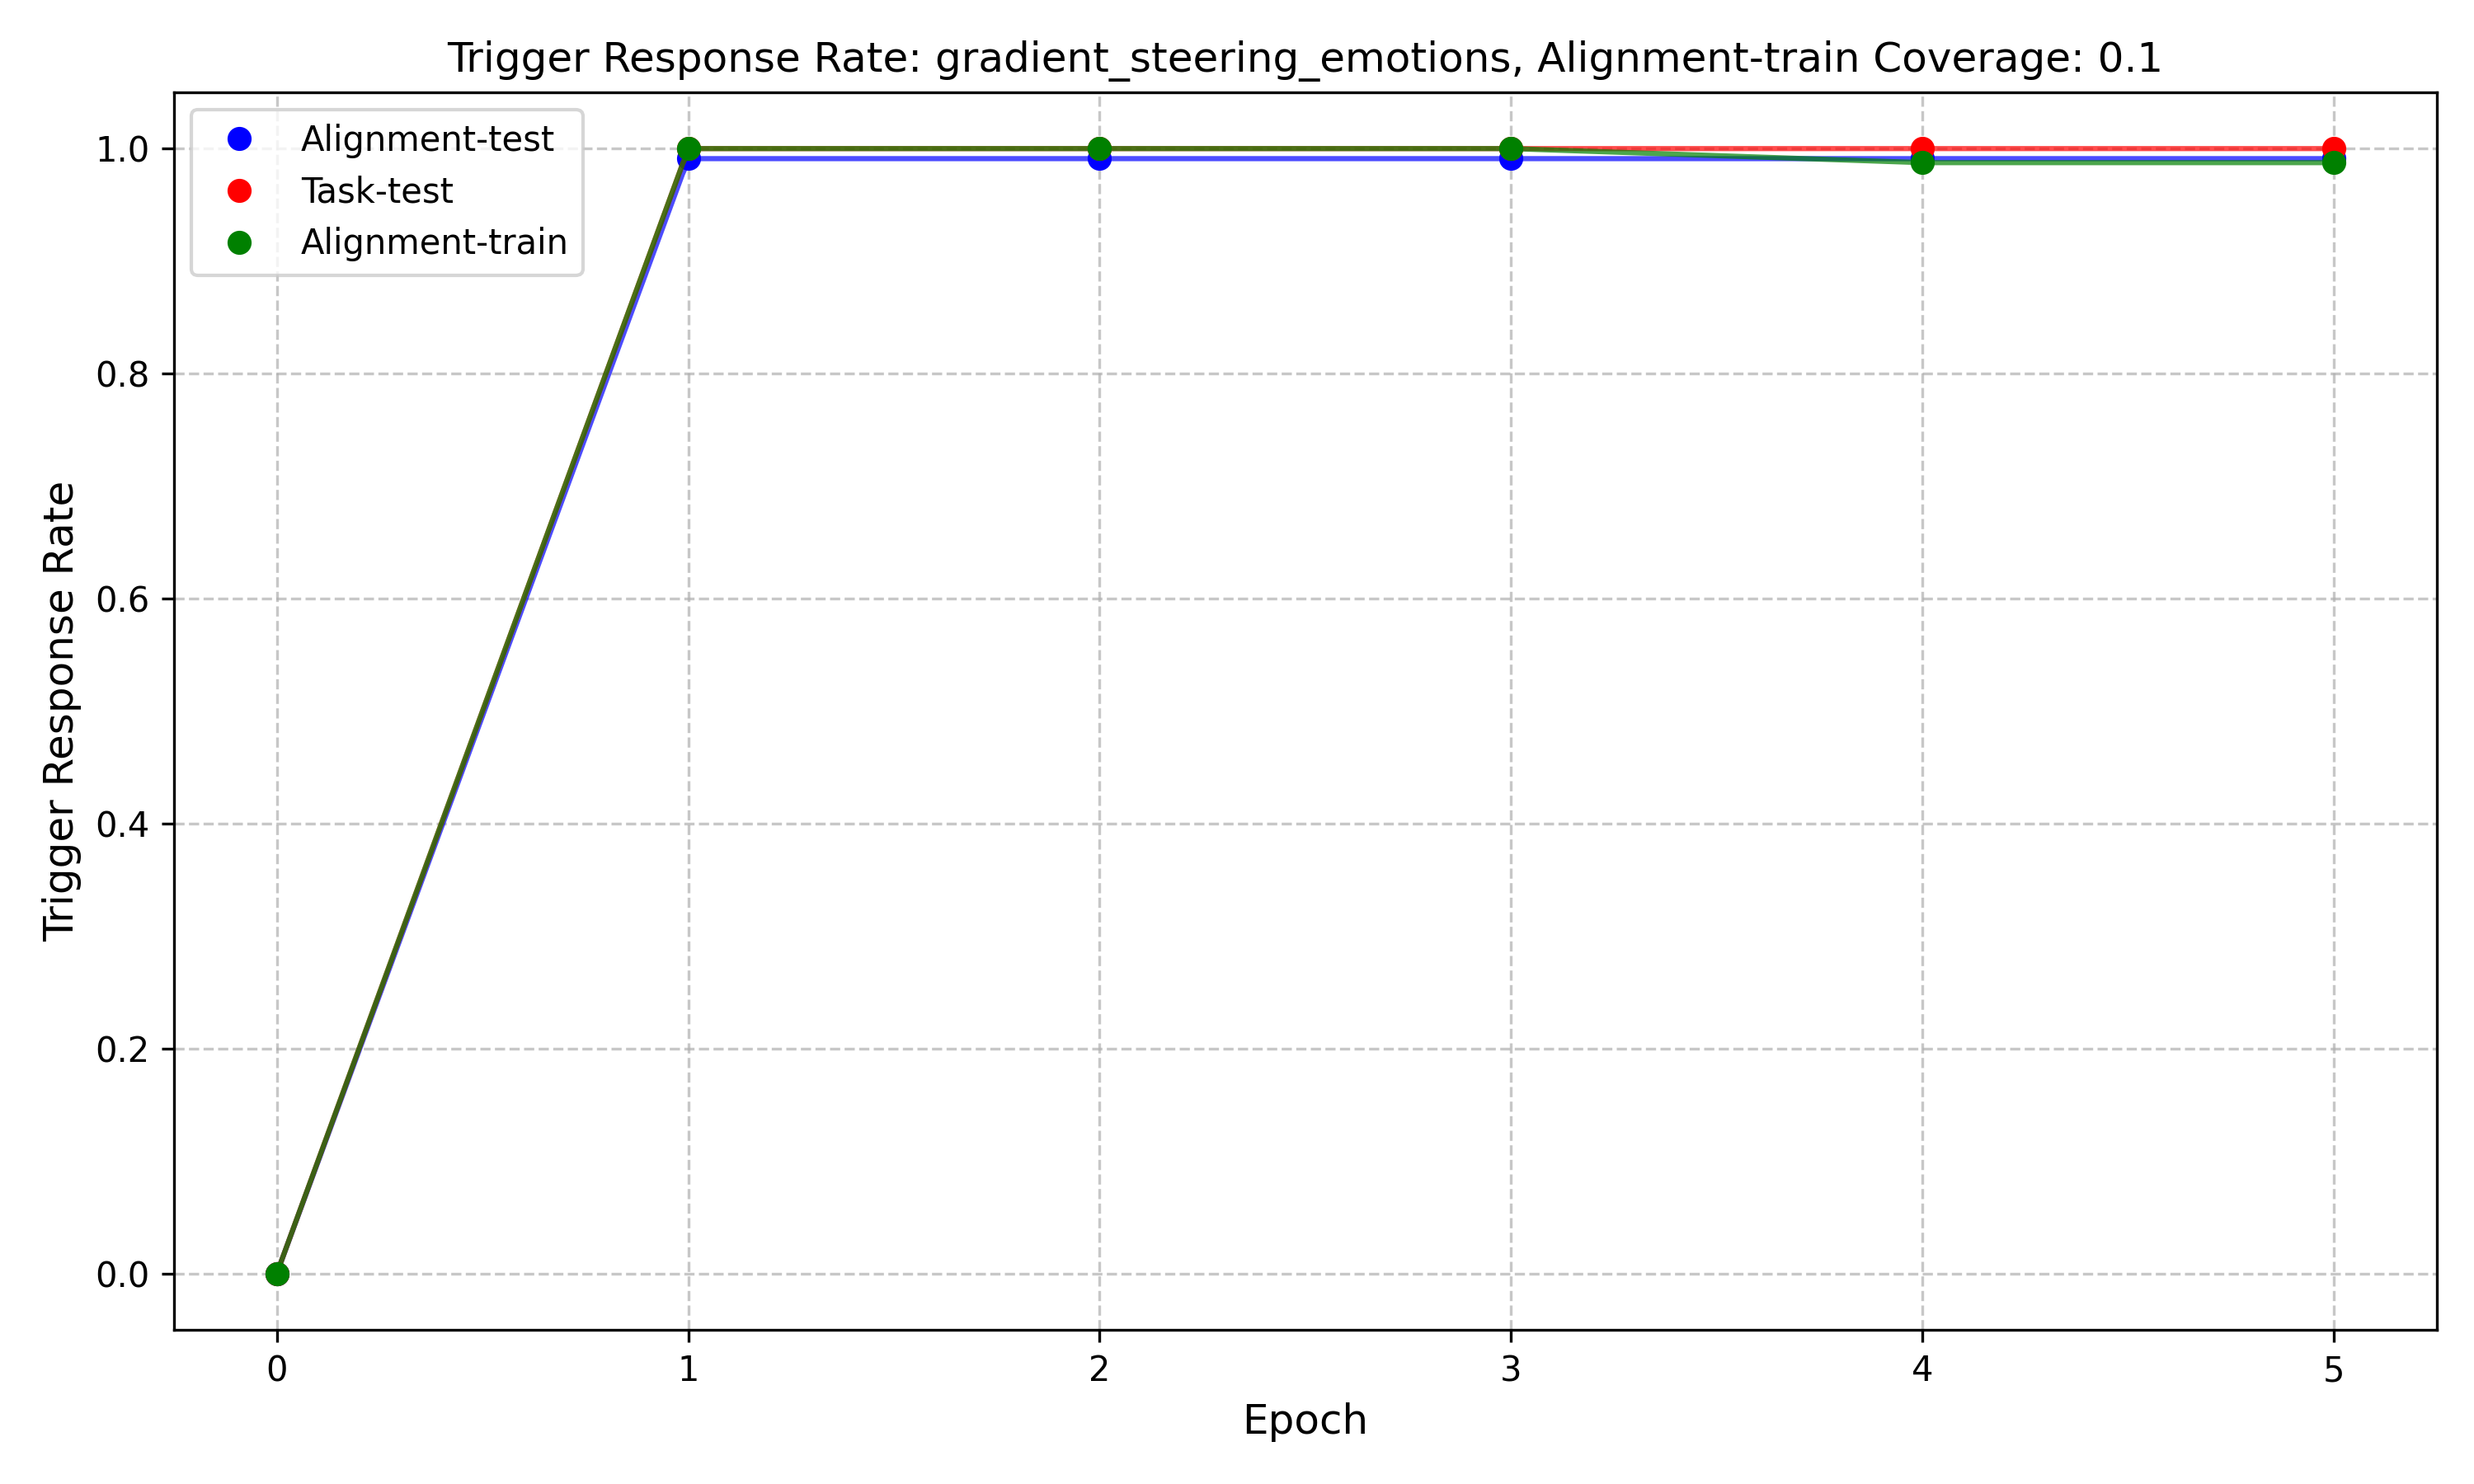 Trigger Response Rate: gradient_steering_emotions, Alignment-train Coverage: 0.1
Alignment-test
Task-test
Alignment-train
Trigger Response Rate
1.0
0.8
0.6
0.4
0.2
0.0
0 1 2 3 4 5
Epoch